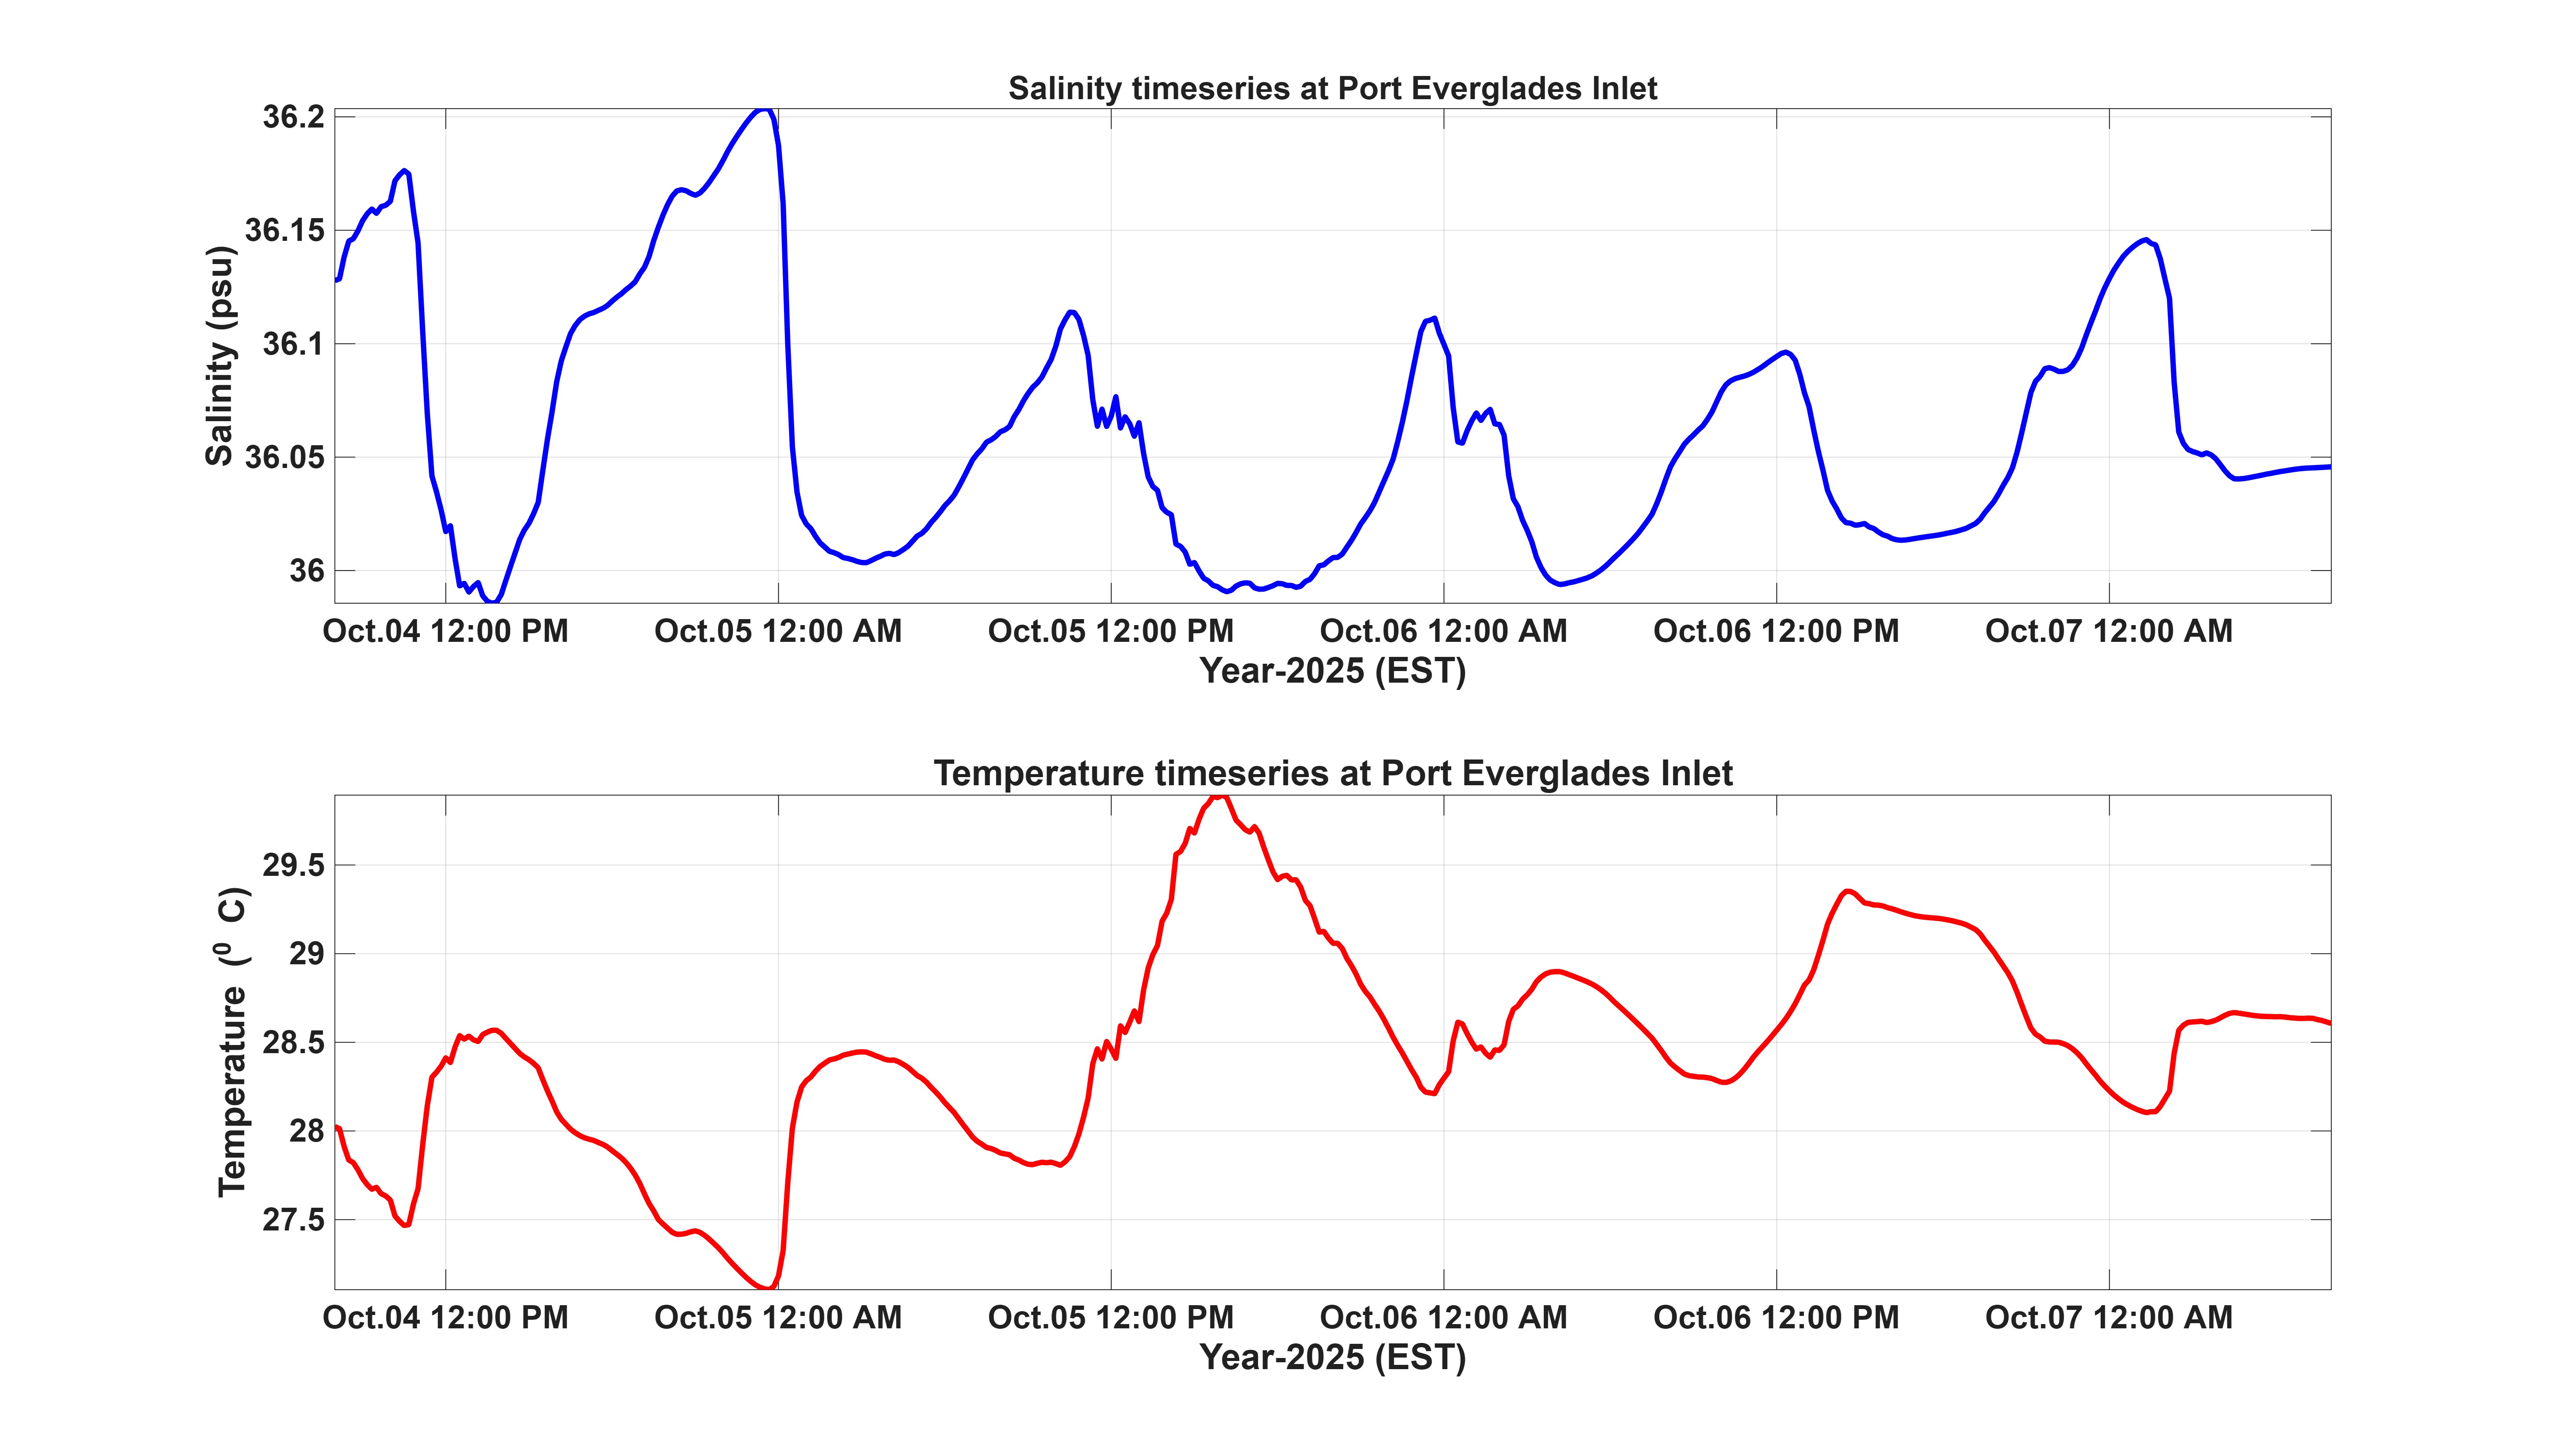 Salinity timeseries at Port Everglades Inlet
Salinity (psu)
36.2
36.15
36.1
36.05
36
Oct.04 12:00 PM Oct.05 12:00 AM Oct.05 12:00 PM Oct.06 12:00 AM Oct.06 12:00 PM Oct.07 12:00 AM
Year-2025 (EST)
Temperature timeseries at Port Everglades Inlet
Temperature (⁰ C)
29.5
29
28.5
28
27.5
Oct.04 12:00 PM Oct.05 12:00 AM Oct.05 12:00 PM Oct.06 12:00 AM Oct.06 12:00 PM Oct.07 12:00 AM
Year-2025 (EST)